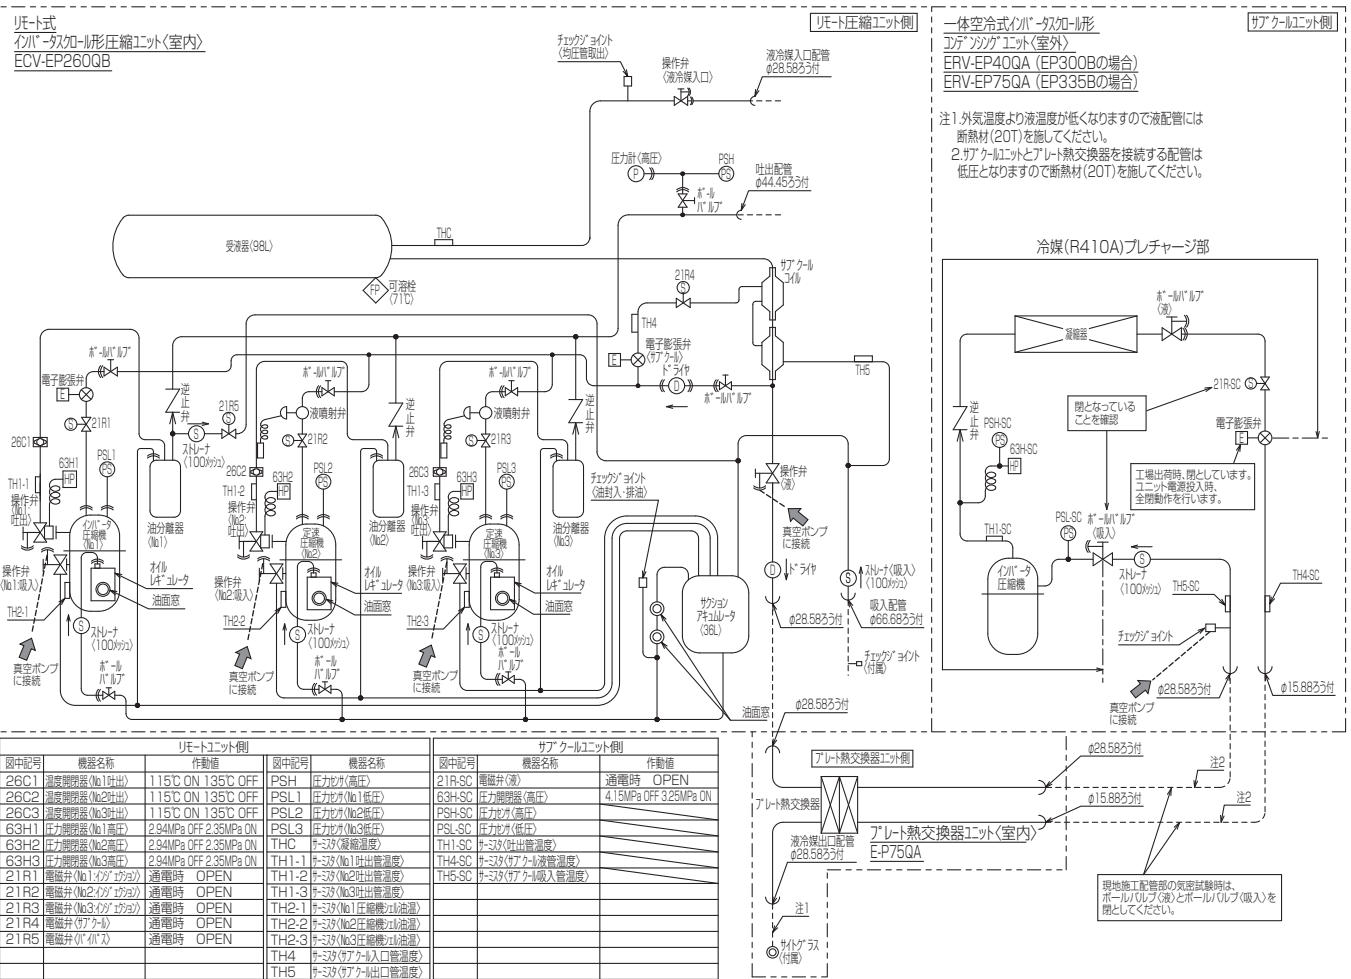 リモート式
インバータスクロール形圧縮ユニット〈室内〉
ECV-EP260QB
リモート圧縮ユニット側
チェックジョイント
〈均圧管取出〉
操作弁
〈液冷媒入口〉
液冷媒入口配管
φ28.58ろう付
圧力計〈高圧〉
P
PSH
PS
ボール
バルブ
吐出配管
φ44.45ろう付
受液器〈98L〉
THC
FP
可溶栓
〈71℃〉
サブクール
コイル
21R4
S
TH4
電子膨張弁
〈サブクール〉
E
ドライヤ
D
ボールバルブ
TH5
ボールバルブ
電子膨張弁
E
S
21R1
26C1
63H1
HP
PSL1
PS
TH1-1
操作弁
〈No.1:
吐出〉
インバータ
圧縮機
〈No.1〉
操作弁
〈No.1:吸入〉
TH2-1
オイル
レギュレータ
油面窓
S
ストレーナ
〈100メッシュ〉
ボール
バルブ
真空ポンプ
に接続
逆止弁
21R5
S
S
ストレーナ
〈100メッシュ〉
油分離器
〈No.1〉
ボールバルブ
液噴射弁
S
21R2
26C2
63H2
HP
PSL2
PS
TH1-2
操作弁
〈No.2:
吐出〉
定速
圧縮機
〈No.2〉
操作弁
〈No.2:吸入〉
TH2-2
オイル
レギュレータ
油面窓
S
ストレーナ
〈100メッシュ〉
ボール
バルブ
真空ポンプ
に接続
逆止弁
油分離器
〈No.2〉
ボールバルブ
液噴射弁
S
21R3
26C3
63H3
HP
PSL3
PS
TH1-3
操作弁
〈No.3:
吐出〉
定速
圧縮機
〈No.3〉
操作弁
〈No.3:吸入〉
TH2-3
オイル
レギュレータ
油面窓
S
ストレーナ
〈100メッシュ〉
ボール
バルブ
真空ポンプ
に接続
逆止弁
油分離器
〈No.3〉
チェックジョイント
〈油封入・排油〉
サクション
アキュムレータ
〈36L〉
油面窓
操作弁
〈液〉
真空ポンプ
に接続
D
ドライヤ
φ28.58ろう付
S
ストレーナ〈吸入〉
〈100メッシュ〉
吸入配管
φ66.68ろう付
チェックジョイント
〈付属〉
φ28.58ろう付
一体空冷式インバータスクロール形
コンデンシングユニット〈室外〉
ERV-EP40QA (EP300Bの場合)
ERV-EP75QA (EP335Bの場合)
サブクールユニット側
注1.外気温度より液温度が低くなりますので液配管には
断熱材(20T)を施してください。
2.サブクールユニットとプレート熱交換器を接続する配管は
低圧となりますので断熱材(20T)を施してください。
冷媒(R410A)プレチャージ部
凝縮器
ボールバルブ
〈液〉
21R-SC
S
閉となっている
ことを確認
電子膨張弁
E
工場出荷時、閉としています。
ユニット電源投入時、
全閉動作を行います。
逆止弁
PSH-SC
PS
63H-SC
HP
TH1-SC
インバータ
圧縮機
PSL-SC
PS
ボールバルブ
〈吸入〉
S
ストレーナ
〈100メッシュ〉
TH5-SC
TH4-SC
チェックジョイント
真空ポンプ
に接続
φ28.58ろう付
φ15.88ろう付
プレート熱交換器ユニット側
プレート熱交換器
φ28.58ろう付
φ15.88ろう付
注2
注2
液冷媒出口配管
φ28.58ろう付
プレート熱交換器ユニット〈室内〉
E-P75QA
注1
サイトグラス
〈付属〉
現地施工配管部の気密試験時は、
ボールバルブ〈液〉とボールバルブ〈吸入〉を
閉としてください。
リモートユニット側
図中記号 機器名称 作動値 図中記号 機器名称
26C1 温度開閉器〈No.1吐出〉 115℃ ON 135℃ OFF PSH 圧力センサ〈高圧〉
26C2 温度開閉器〈No.2吐出〉 115℃ ON 135℃ OFF PSL1 圧力センサ〈No.1低圧〉
26C3 温度開閉器〈No.3吐出〉 115℃ ON 135℃ OFF PSL2 圧力センサ〈No.2低圧〉
63H1 圧力開閉器〈No.1高圧〉 2.94MPa OFF 2.35MPa ON PSL3 圧力センサ〈No.3低圧〉
63H2 圧力開閉器〈No.2高圧〉 2.94MPa OFF 2.35MPa ON THC サーミスタ〈凝縮温度〉
63H3 圧力開閉器〈No.3高圧〉 2.94MPa OFF 2.35MPa ON TH1-1 サーミスタ〈No.1吐出管温度〉
21R1 電磁弁〈No.1:インジェクション〉 通電時 OPEN TH1-2 サーミスタ〈No.2吐出管温度〉
21R2 電磁弁〈No.2:インジェクション〉 通電時 OPEN TH1-3 サーミスタ〈No.3吐出管温度〉
21R3 電磁弁〈No.3:インジェクション〉 通電時 OPEN TH2-1 サーミスタ〈No.1圧縮機シェル油温〉
21R4 電磁弁〈サブクール〉 通電時 OPEN TH2-2 サーミスタ〈No.2圧縮機シェル油温〉
21R5 電磁弁〈バイパス〉 通電時 OPEN TH2-3 サーミスタ〈No.3圧縮機シェル油温〉
TH4 サーミスタ〈サブクール入口管温度〉
TH5 サーミスタ〈サブクール出口管温度〉
サブクールユニット側
図中記号 機器名称 作動値
21R-SC 電磁弁〈液〉 通電時 OPEN
63H-SC 圧力開閉器〈高圧〉 4.15MPa OFF 3.25MPa ON
PSH-SC 圧力センサ〈高圧〉
PSL-SC 圧力センサ〈低圧〉
TH1-SC サーミスタ〈吐出管温度〉
TH4-SC サーミスタ〈サブクール液管温度〉
TH5-SC サーミスタ〈サブクール吸入管温度〉